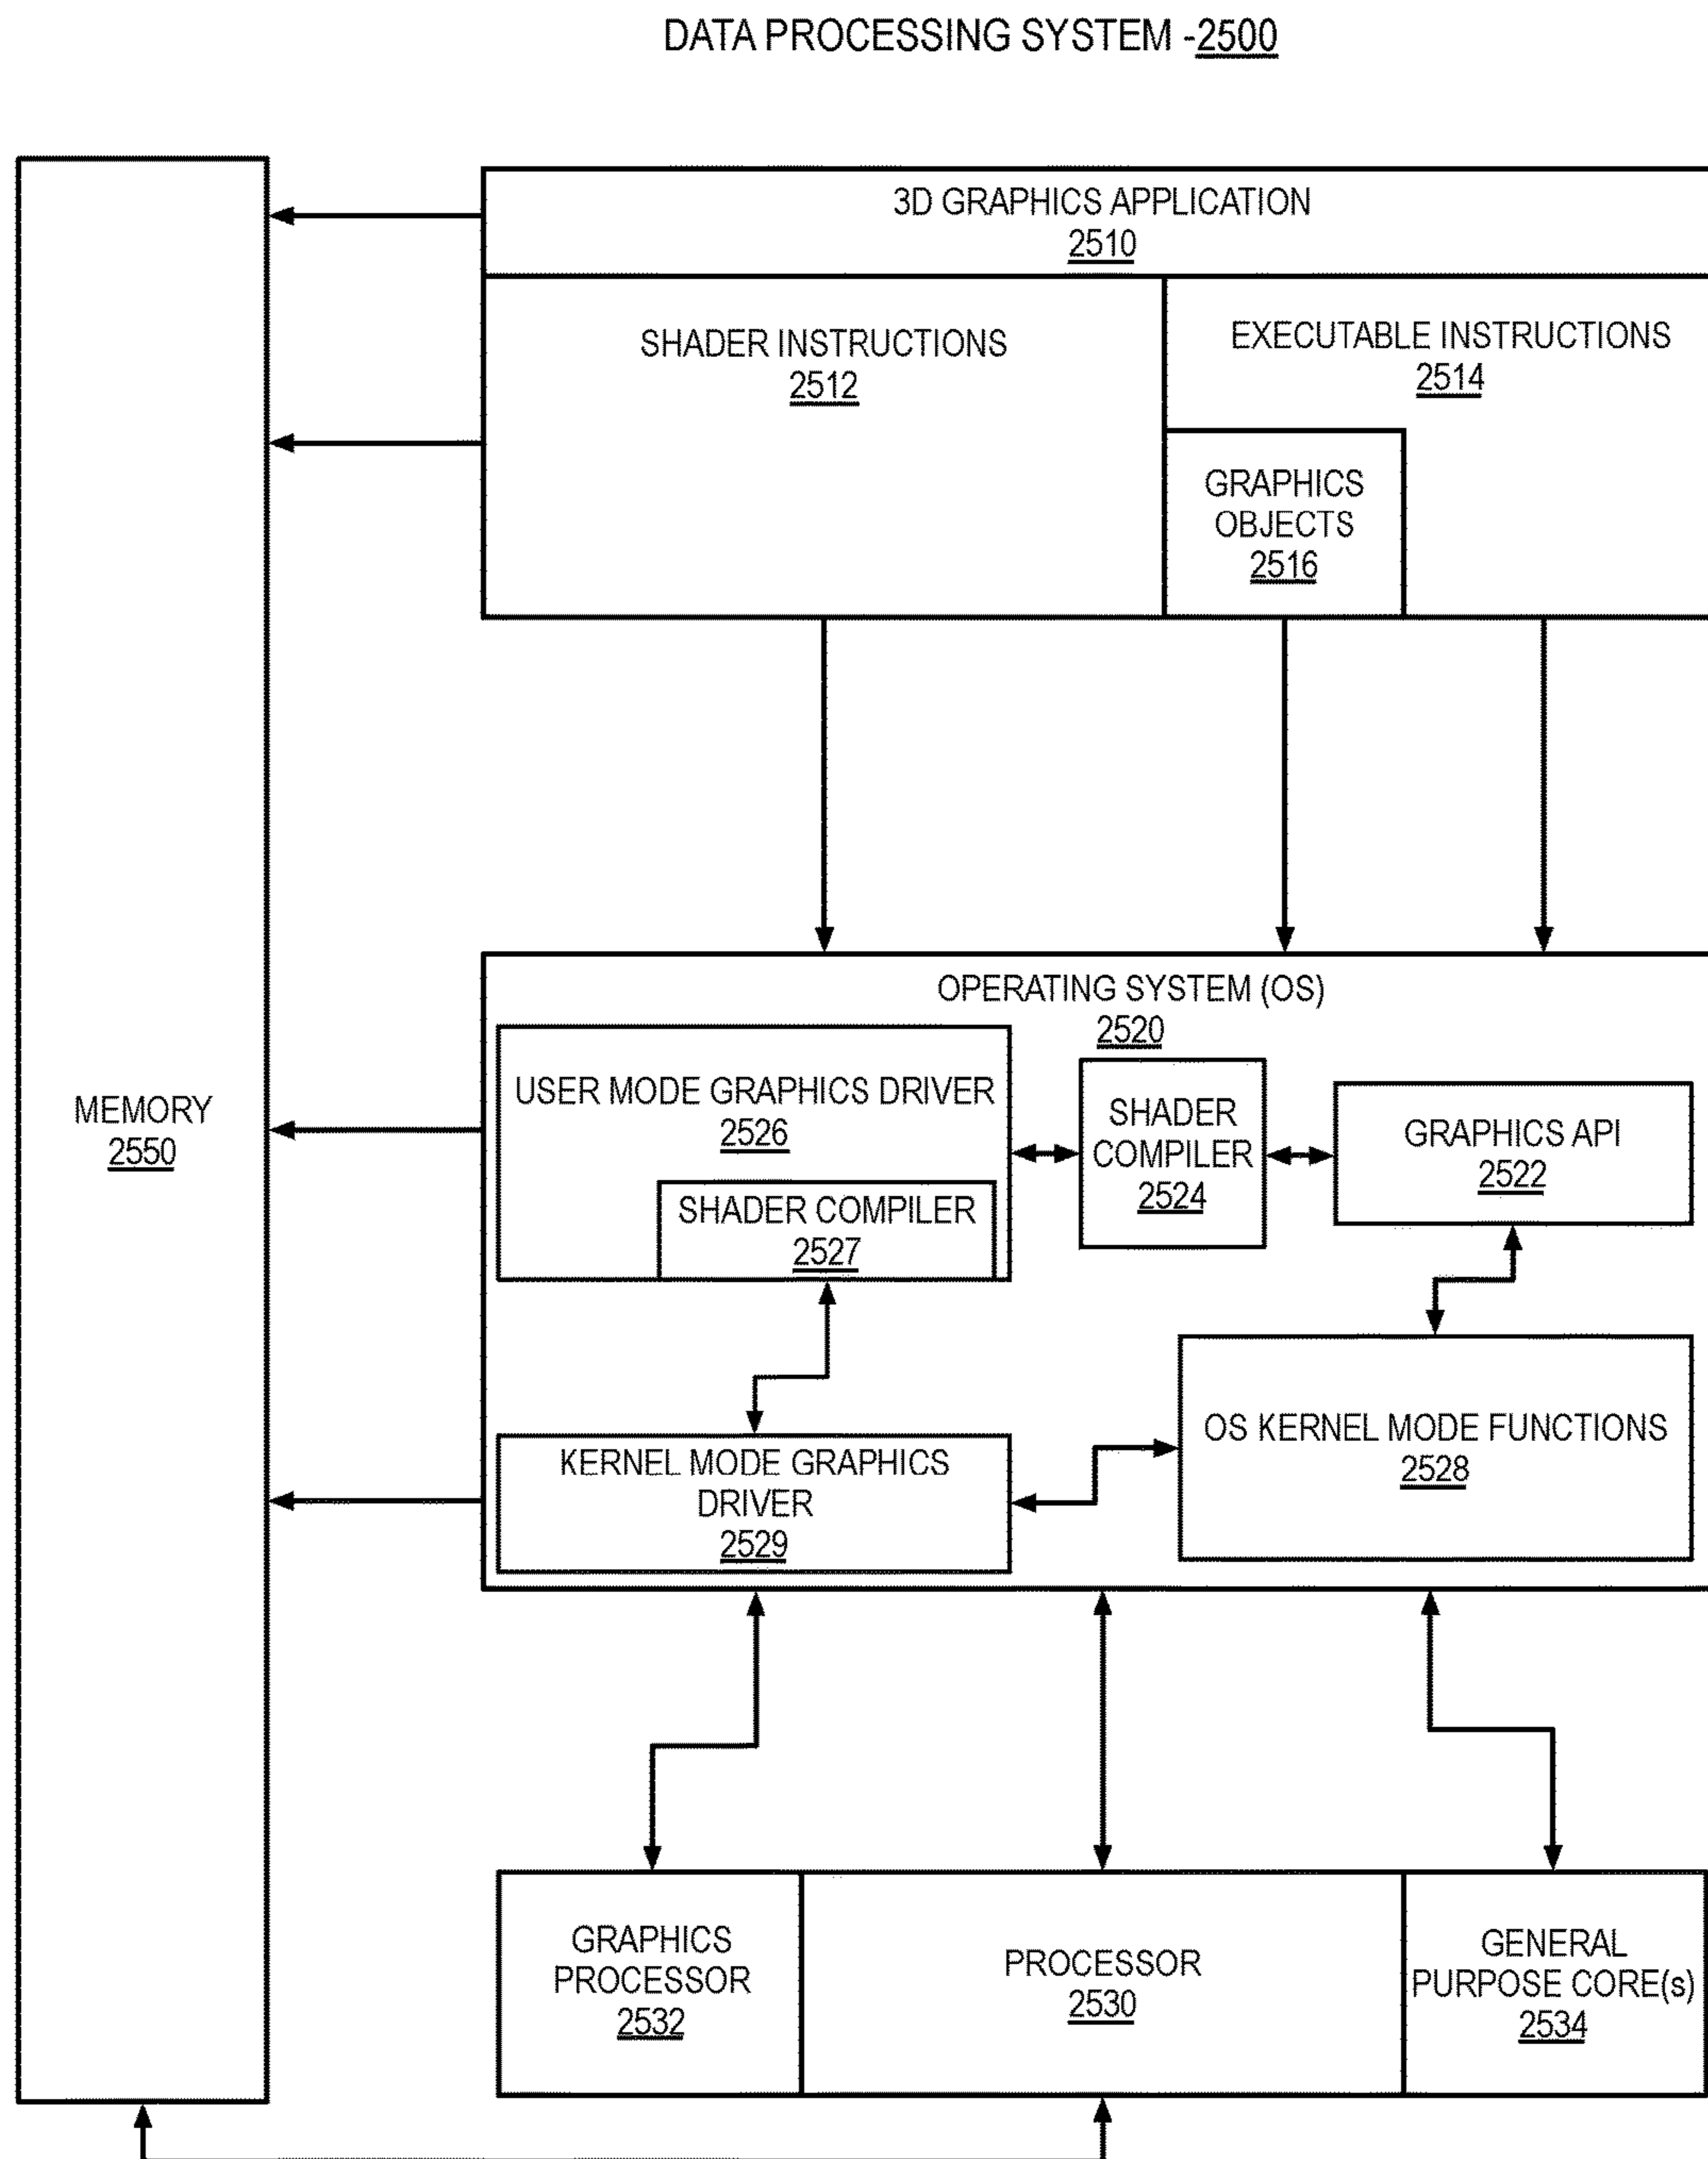 DATA PROCESSING SYSTEM -2500
3D GRAPHICS APPLICATION
2510
SHADER INSTRUCTIONS
2512
EXECUTABLE INSTRUCTIONS
2514
GRAPHICS
OBJECTS
2516
MEMORY
2550
OPERATING SYSTEM (OS)
2520
USER MODE GRAPHICS DRIVER
2526
SHADER COMPILER
2527
SHADER
COMPILER
2524
GRAPHICS API
2522
KERNEL MODE GRAPHICS
DRIVER
2529
OS KERNEL MODE FUNCTIONS
2528
GRAPHICS
PROCESSOR
2532
PROCESSOR
2530
GENERAL
PURPOSE CORE(s)
2534